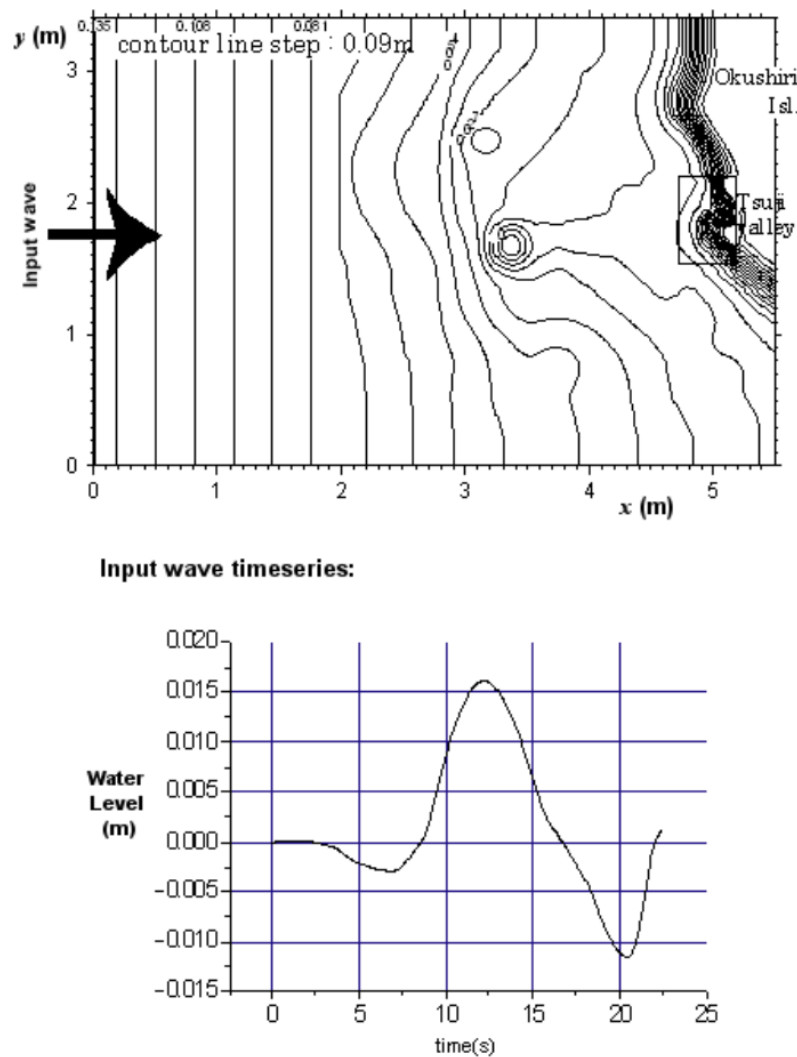 0.135 0.108 0.081
y (m)
contour line step : 0.09m
3
Okushiri
Isl.
2
Tsuji
Valley
Input wave
1
0
0 1 2 3 4 5
x (m)
Input wave timeseries:
0.020
0.015
0.010
0.005
0.000
-0.005
-0.010
-0.015
Water
Level
(m)
0 5 10 15 20 25
time(s)